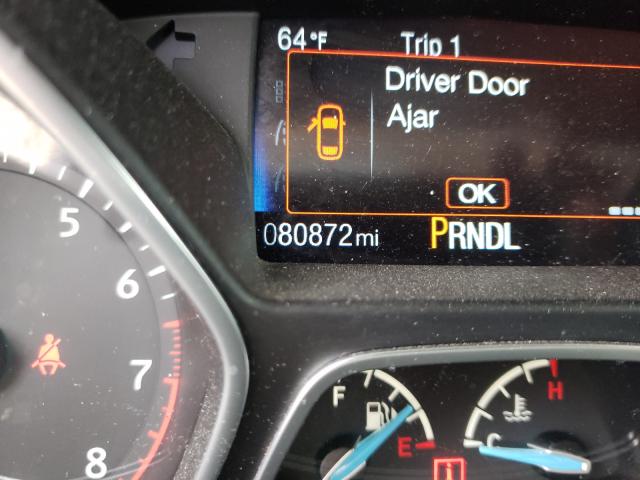 64°F Trip 1
Driver Door
Ajar
OK
080872mi PRNDL
5
6
7
8
F
E
H
C